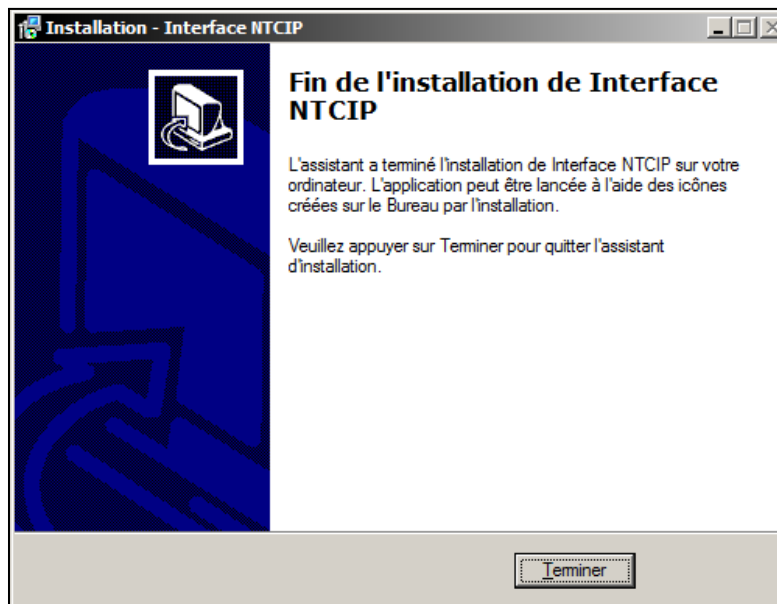 Installation - Interface NTCIP
Fin de l'installation de Interface
NTCIP
L'assistant a terminé l'installation de Interface NTCIP sur votre
ordinateur. L'application peut être lancée à l'aide des icônes
créées sur le Bureau par l'installation.
Veuillez appuyer sur Terminer pour quitter l'assistant
d'installation.
Terminer